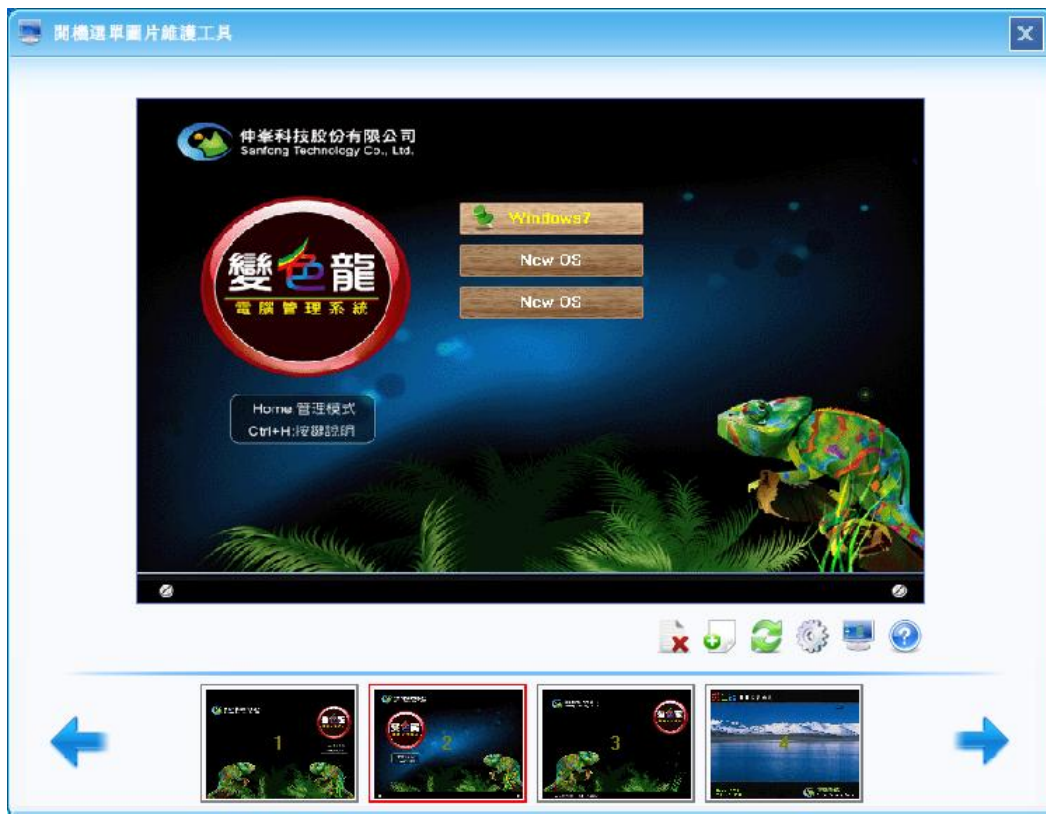 開機選單圖片維護工具
仲峯科技股份有限公司
Sanfong Technology Co., Ltd.
變色龍
電腦管理系統
Windows7
New OS
New OS
Home:管理模式
Ctrl+H:按鍵說明
1
2
3
4